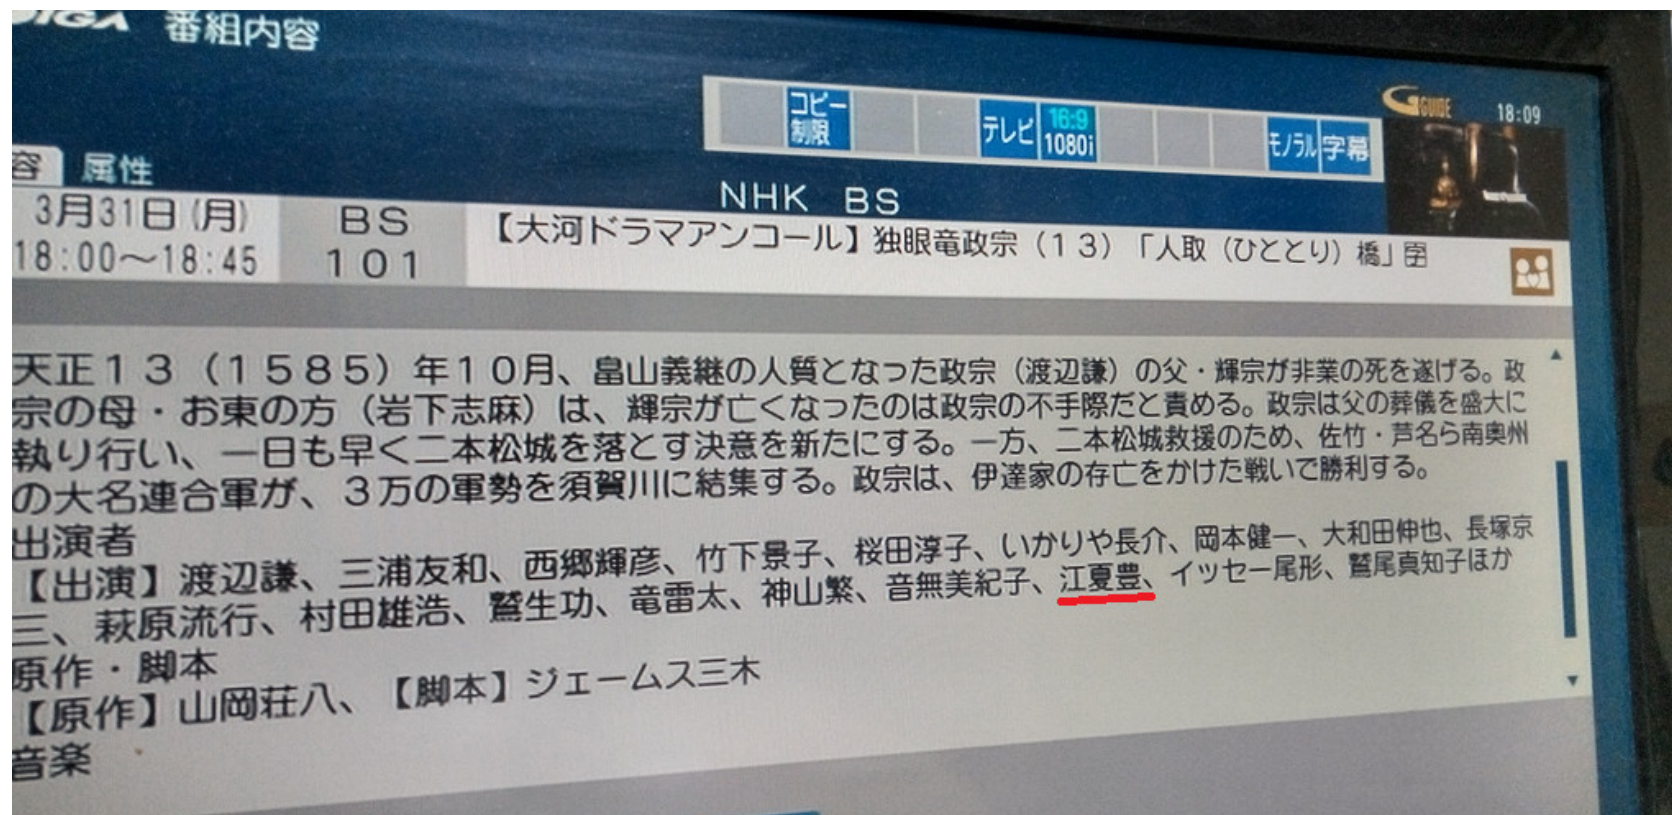 DIGA 番組内容
コピー制限
テレビ
16:9 1080i
モノラル
字幕
G GUIDE
18:09
容 属性
NHK BS
3月31日(月) BS 【大河ドラマアンコール】独眼竜政宗(13)「人取(ひととり)橋」字
18:00~18:45 101
天正13(1585)年10月、畠山義継の人質となった政宗(渡辺謙)の父・輝宗が非業の死を遂げる。政
宗の母・お東の方(岩下志麻)は、輝宗が亡くなったのは政宗の不手際だと責める。政宗は父の葬儀を盛大に
執り行い、一日も早く二本松城を落とす決意を新たにする。一方、二本松城救援のため、佐竹・芦名ら南奥州
の大名連合軍が、3万の軍勢を須賀川に結集する。政宗は、伊達家の存亡をかけた戦いで勝利する。
出演者
【出演】渡辺謙、三浦友和、西郷輝彦、竹下景子、桜田淳子、いかりや長介、岡本健一、大和田伸也、長塚京
三、萩原流行、村田雄浩、鷲生功、竜雷太、神山繁、音無美紀子、江夏豊、イッセー尾形、鷲尾真知子ほか
原作・脚本
【原作】山岡荘八、【脚本】ジェームス三木
音楽